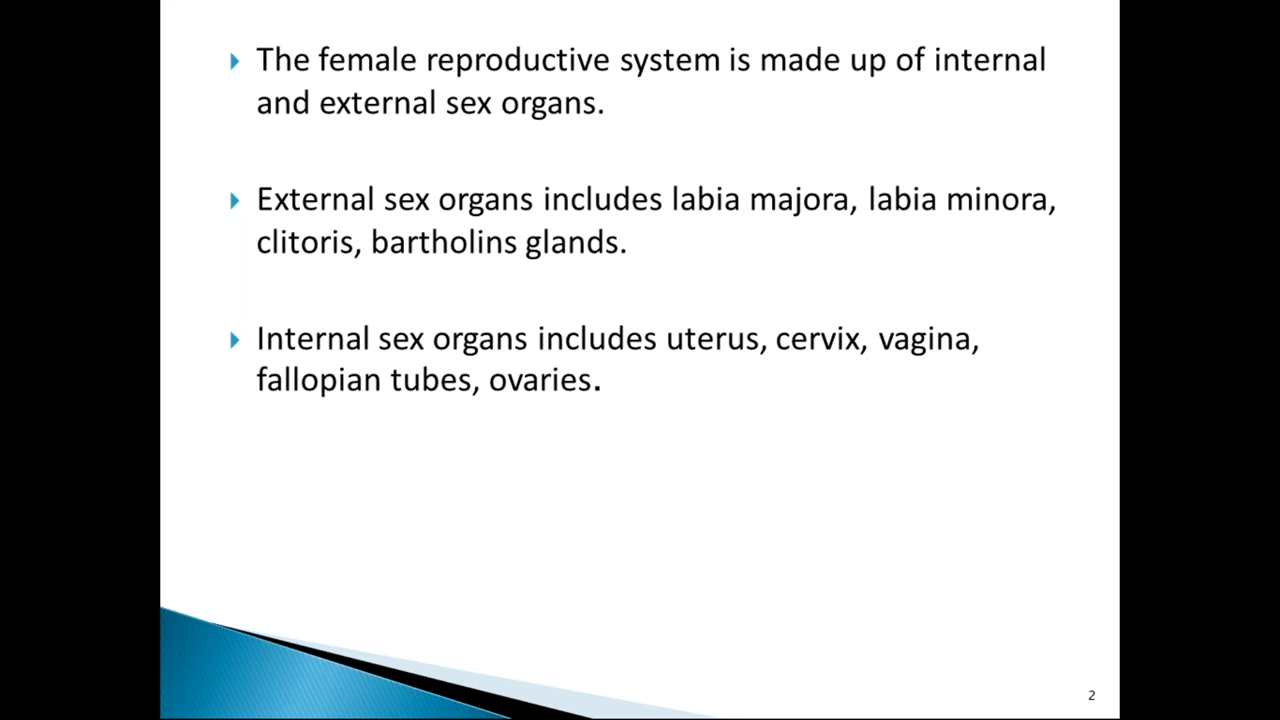 The female reproductive system is made up of internal
and external sex organs.
External sex organs includes labia majora, labia minora,
clitoris, bartholins glands.
Internal sex organs includes uterus, cervix, vagina,
fallopian tubes, ovaries.
2